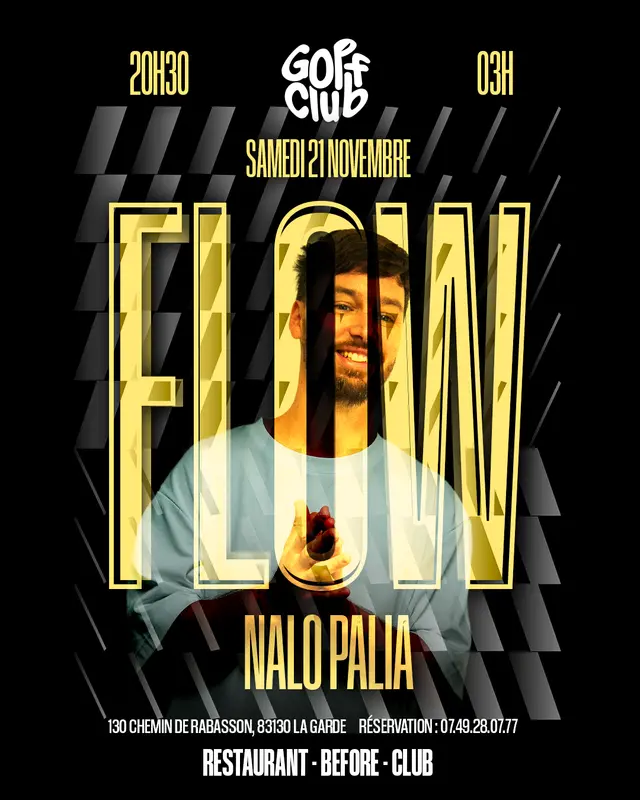 20H30
GOLF
Club
03H
SAMEDI 21 NOVEMBRE
FLOW
NALO PALIA
130 CHEMIN DE RABASSON, 83130 LA GARDE RÉSERVATION : 07.49.28.07.77
RESTAURANT - BEFORE - CLUB